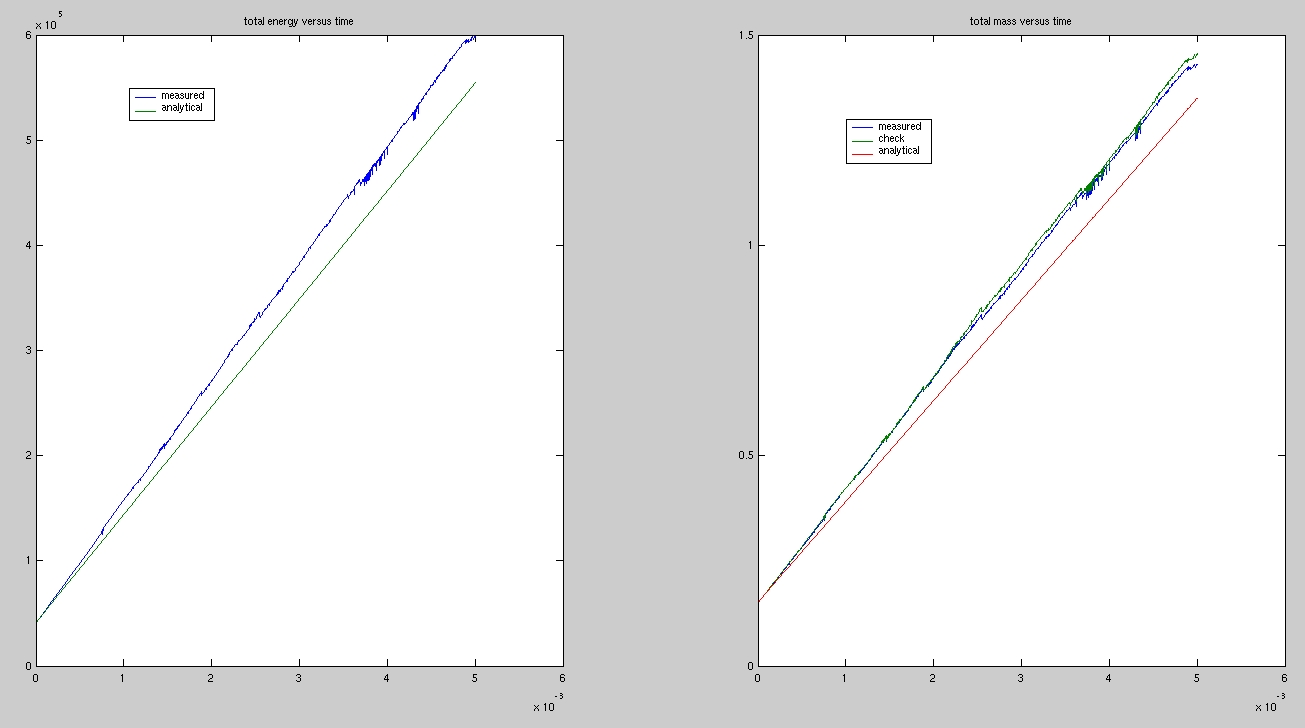 total energy versus time
x 10 5
6
5
4
3
2
1
0
measured
analytical
0 1 2 3 4 5 6
x 10 -3
total mass versus time
1.5
1
0.5
0
measured
check
analytical
0 1 2 3 4 5 6
x 10 -3